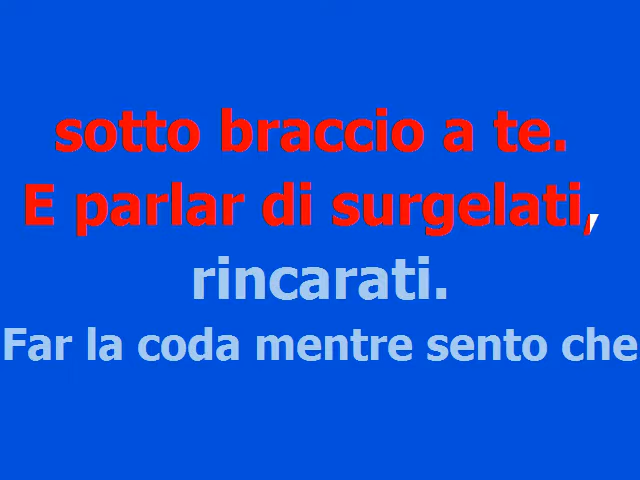 sotto braccio a te.
E parlar di surgelati,
rincarati.
Far la coda mentre sento che